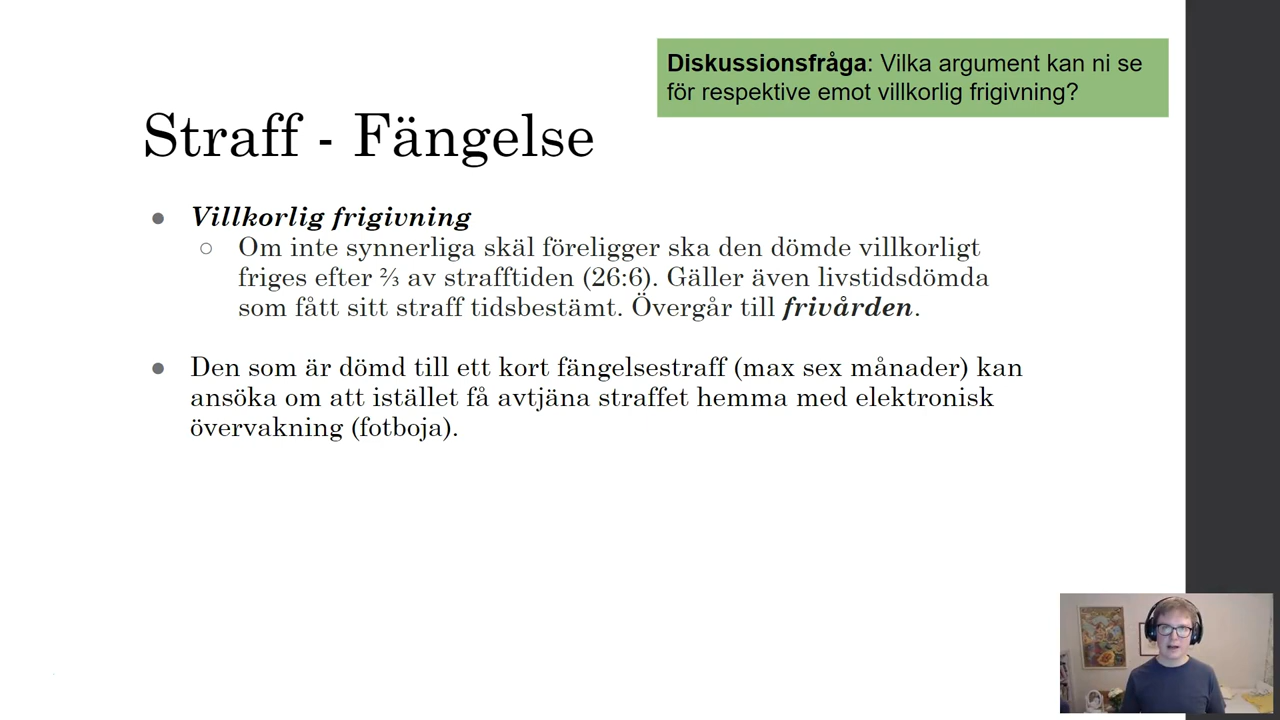 Diskussionsfråga: Vilka argument kan ni se
för respektive emot villkorlig frigivning?
Straff - Fängelse
● Villkorlig frigivning
○ Om inte synnerliga skäl föreligger ska den dömde villkorligt
friges efter ⅔ av strafftiden (26:6). Gäller även livstidsdömda
som fått sitt straff tidsbestämt. Övergår till frivården.
● Den som är dömd till ett kort fängelsestraff (max sex månader) kan
ansöka om att istället få avtjäna straffet hemma med elektronisk
övervakning (fotboja).